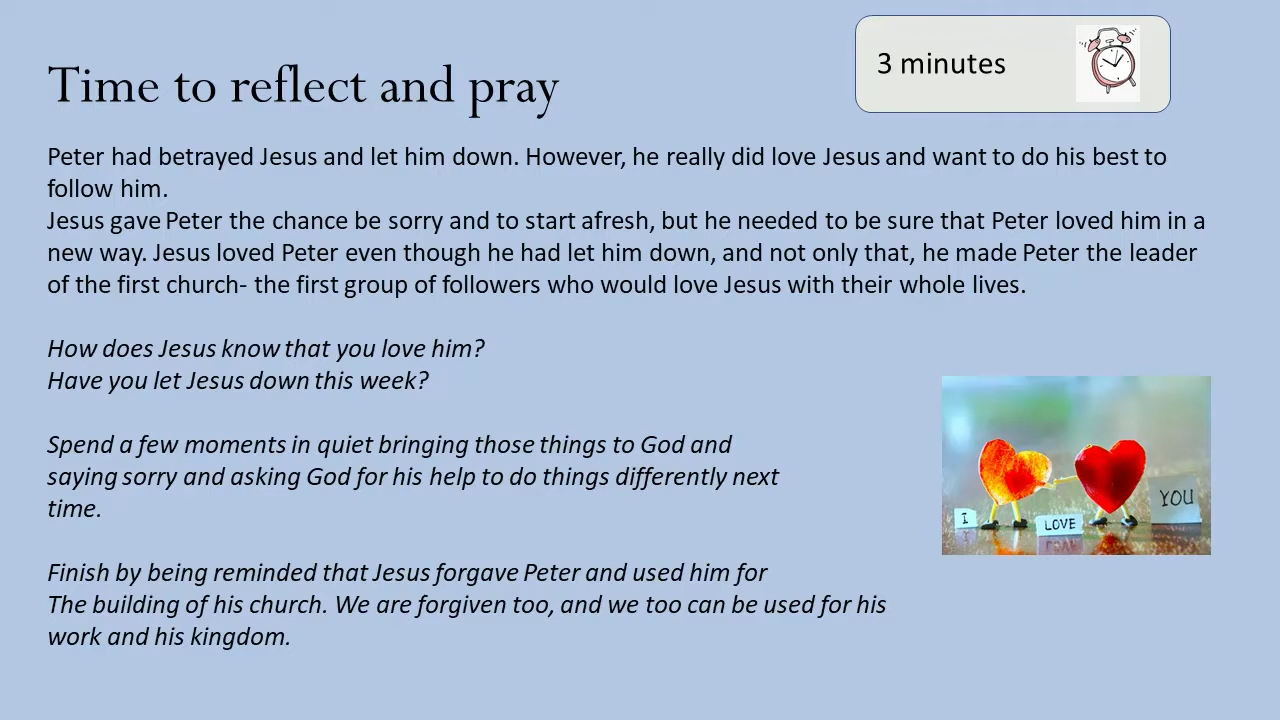 Time to reflect and pray
3 minutes
Peter had betrayed Jesus and let him down. However, he really did love Jesus and want to do his best to
follow him.
Jesus gave Peter the chance be sorry and to start afresh, but he needed to be sure that Peter loved him in a
new way. Jesus loved Peter even though he had let him down, and not only that, he made Peter the leader
of the first church- the first group of followers who would love Jesus with their whole lives.
How does Jesus know that you love him?
Have you let Jesus down this week?
Spend a few moments in quiet bringing those things to God and
saying sorry and asking God for his help to do things differently next
time.
Finish by being reminded that Jesus forgave Peter and used him for
The building of his church. We are forgiven too, and we too can be used for his
work and his kingdom.
I
LOVE
YOU